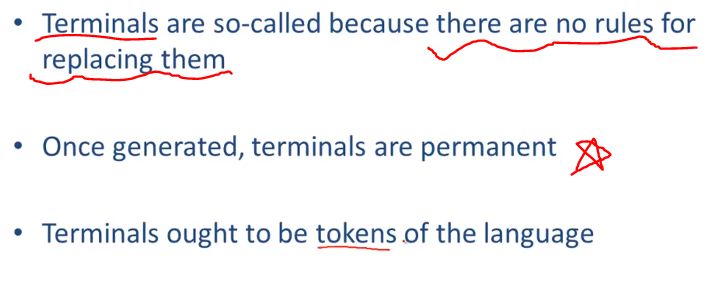 • Terminals are so-called because there are no rules for
replacing them
• Once generated, terminals are permanent
• Terminals ought to be tokens of the language